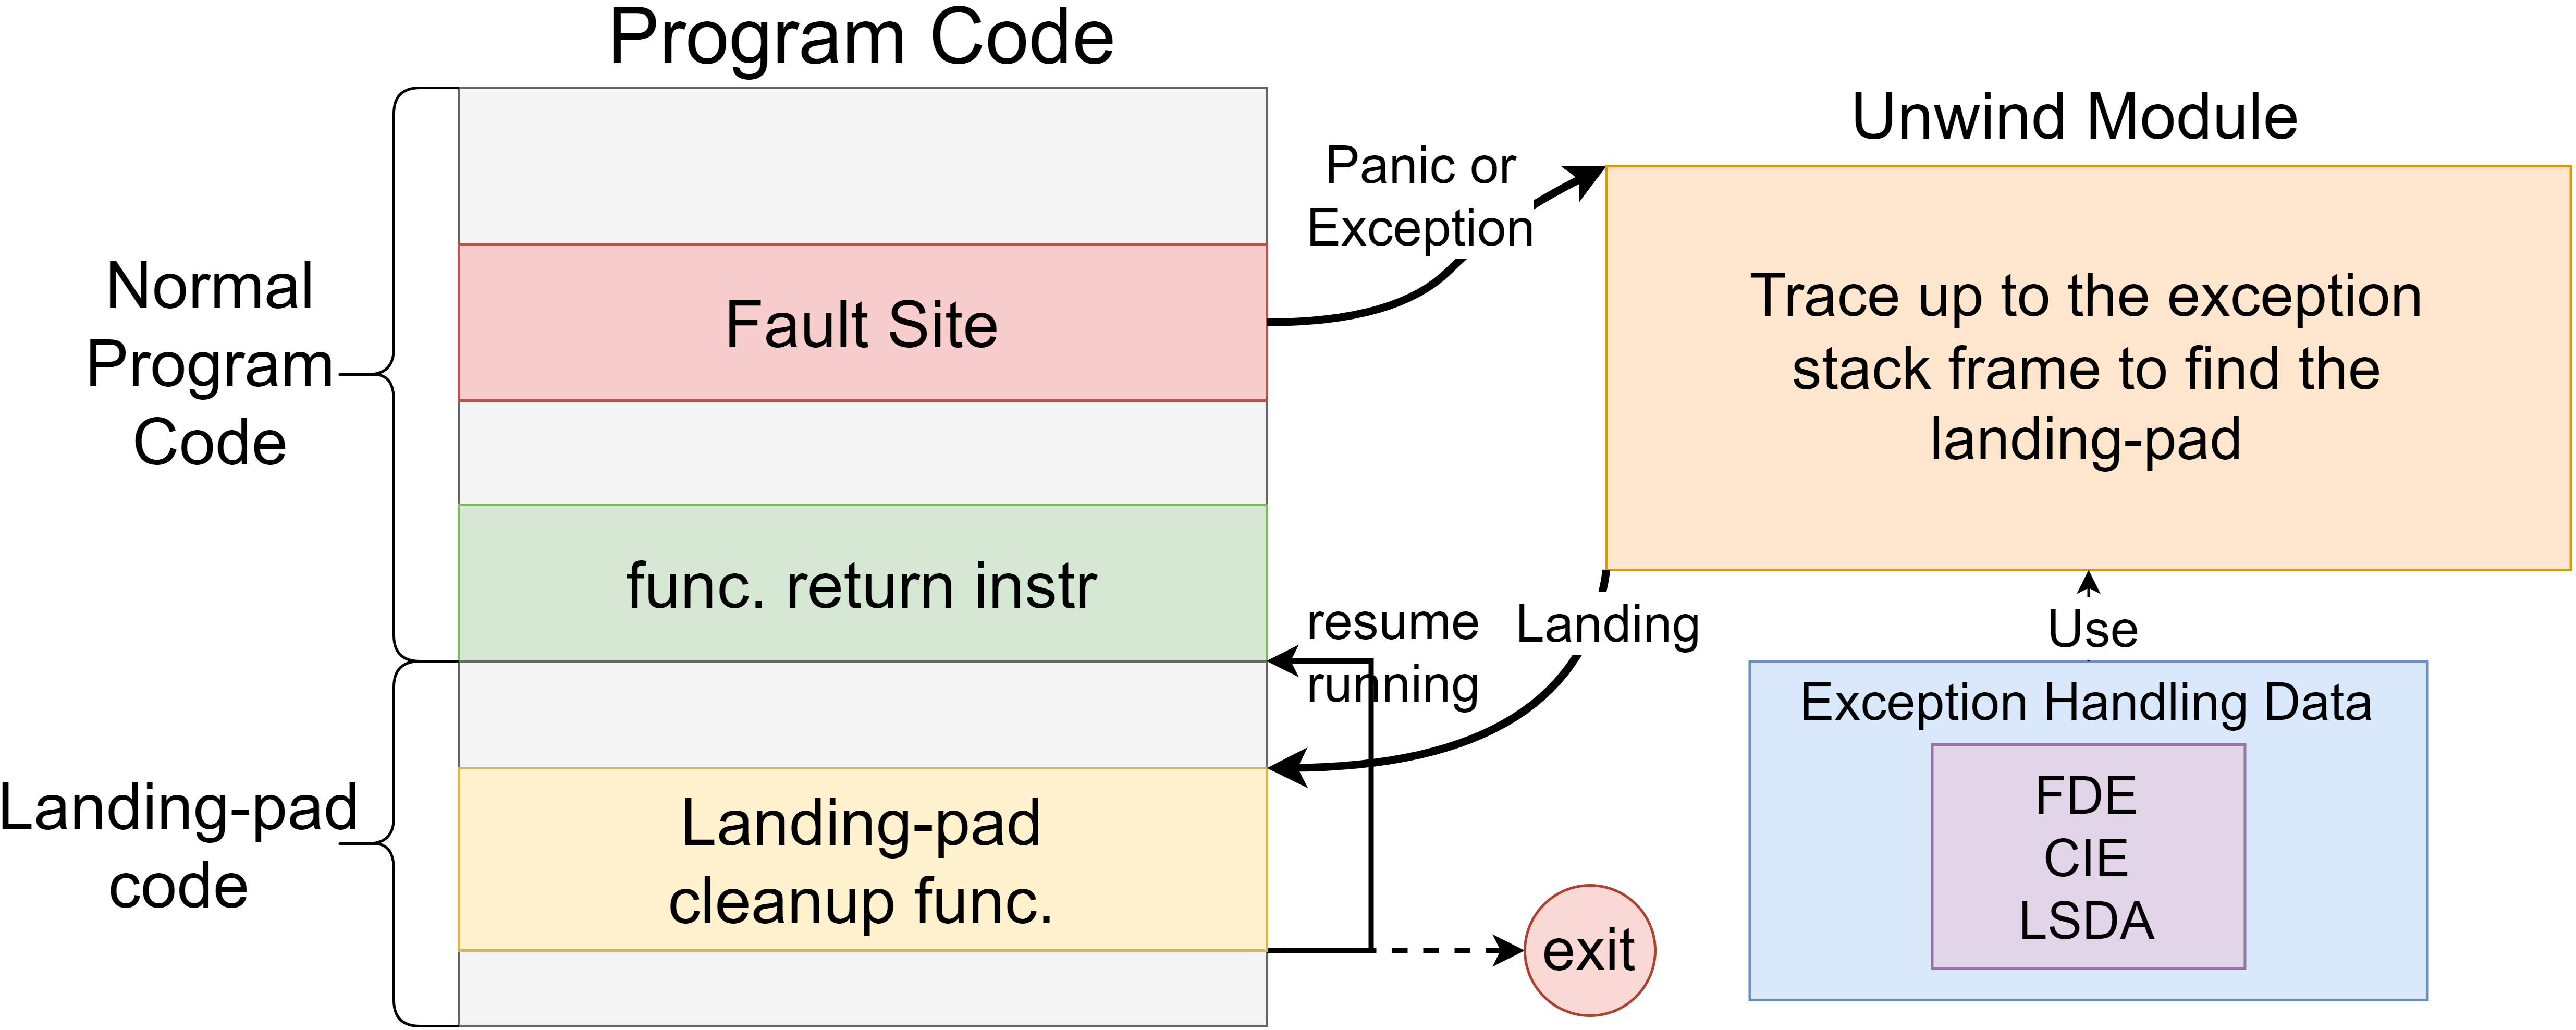 Program Code
Normal
Program
Code
Fault Site
func. return instr
Landing-pad
code
Landing-pad
cleanup func.
Panic or
Exception
resume
running
Landing
exit
Unwind Module
Trace up to the exception
stack frame to find the
landing-pad
Use
Exception Handling Data
FDE
CIE
LSDA